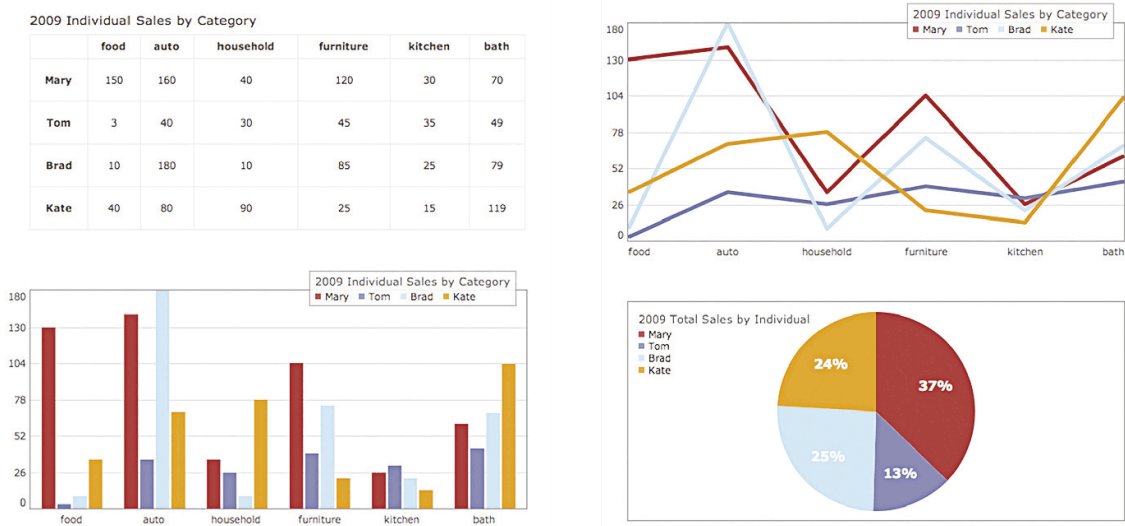 2009 Individual Sales by Category
food auto household furniture kitchen bath
Mary 150 160 40 120 30 70
Tom 3 40 30 45 35 49
Brad 10 180 10 85 25 79
Kate 40 80 90 25 15 119
2009 Individual Sales by Category
Mary Tom Brad Kate
180
130
104
78
52
26
0
food auto household furniture kitchen bath
2009 Individual Sales by Category
Mary Tom Brad Kate
180
130
104
78
52
26
0
food auto household furniture kitchen bath
2009 Total Sales by Individual
Mary
Tom
Brad
Kate
24%
37%
25%
13%